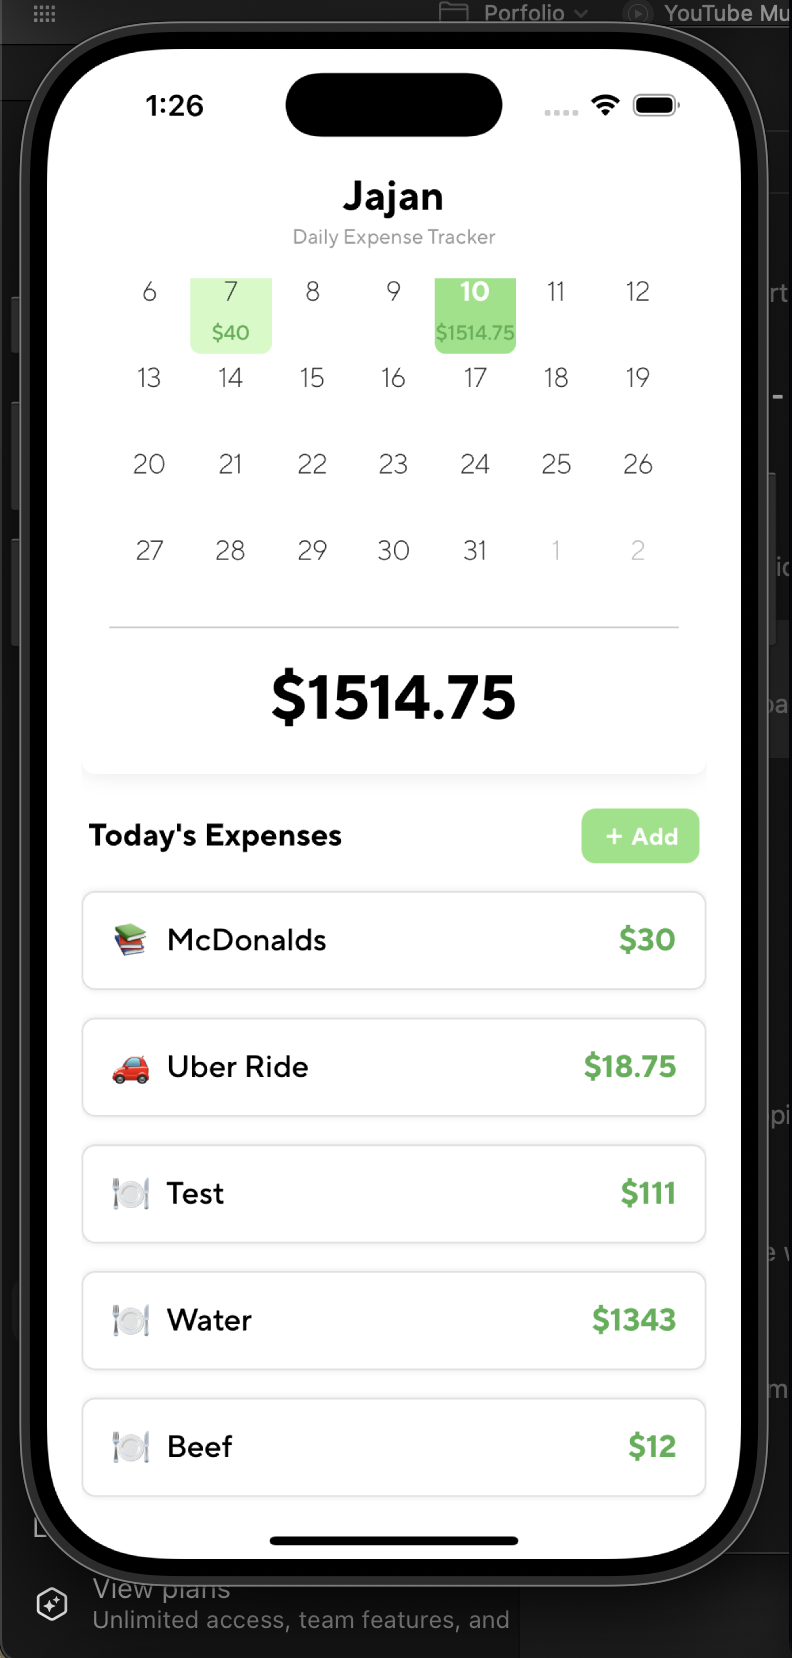 Porfolio
YouTube Mu
1:26
Jajan
Daily Expense Tracker
6 7 8 9 10 11 12
$40 $1514.75
13 14 15 16 17 18 19
20 21 22 23 24 25 26
27 28 29 30 31 1 2
$1514.75
Today's Expenses
+ Add
McDonalds $30
Uber Ride $18.75
Test $111
Water $1343
Beef $12
View plans
Unlimited access, team features, and